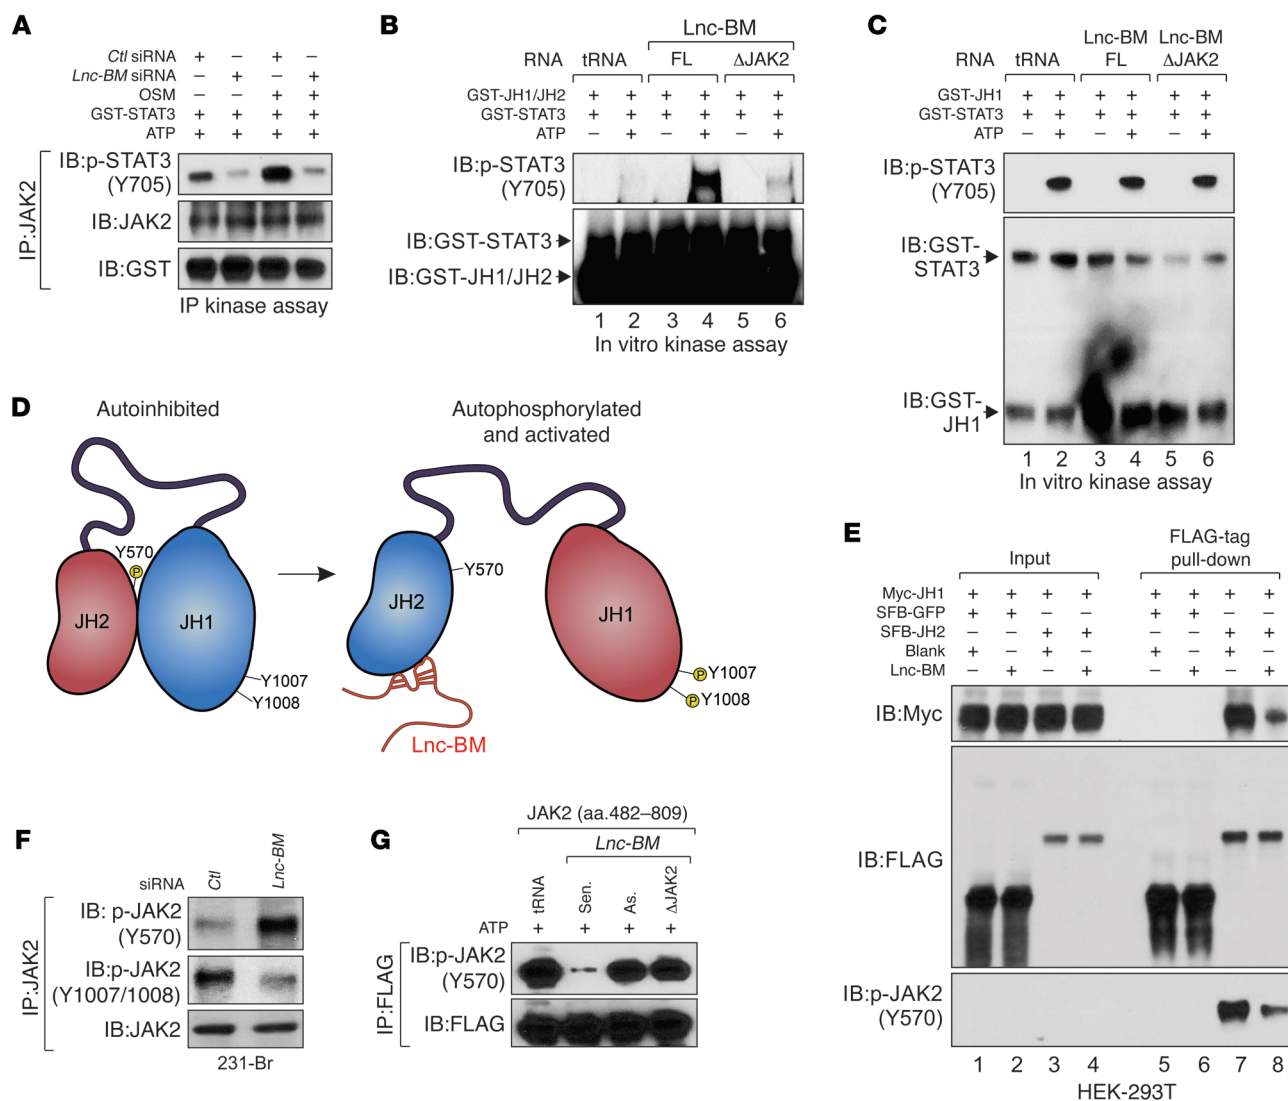 A
Ctl siRNA + – + –
Lnc-BM siRNA – + – +
OSM – – + +
GST-STAT3 + + + +
ATP + + + +
IP:JAK2
IB:p-STAT3
(Y705)
IB:JAK2
IB:GST
IP kinase assay
B
Lnc-BM
RNA tRNA FL ΔJAK2
GST-JH1/JH2 + + + + + +
GST-STAT3 + + + + + +
ATP – + – + – +
IB:p-STAT3
(Y705)
IB:GST-STAT3
IB:GST-JH1/JH2
1 2 3 4 5 6
In vitro kinase assay
C
Lnc-BM Lnc-BM
RNA tRNA FL ΔJAK2
GST-JH1 + + + + + +
GST-STAT3 + + + + + +
ATP – + – + – +
IB:p-STAT3
(Y705)
IB:GST-
STAT3
IB:GST-
JH1
1 2 3 4 5 6
In vitro kinase assay
D
Autoinhibited
Autophosphorylated
and activated
Y570
P
JH2
JH1
Y1007
Y1008
Y570
JH2
JH1
P Y1007
P Y1008
Lnc-BM
E
Input
FLAG-tag
pull-down
Myc-JH1 + + + + + + + +
SFB-GFP + + – – + + – –
SFB-JH2 – – + + – – + +
Blank + – + – + – + –
Lnc-BM – + – + – + – +
IB:Myc
IB:FLAG
IB:p-JAK2
(Y570)
1 2 3 4 5 6 7 8
HEK-293T
F
siRNA Ctl Lnc-BM
IP:JAK2
IB: p-JAK2
(Y570)
IB:p-JAK2
(Y1007/1008)
IB:JAK2
231-Br
G
JAK2 (aa.482–809)
Lnc-BM
tRNA Sen. As. ΔJAK2
ATP + + + +
IP:FLAG
IB:p-JAK2
(Y570)
IB:FLAG